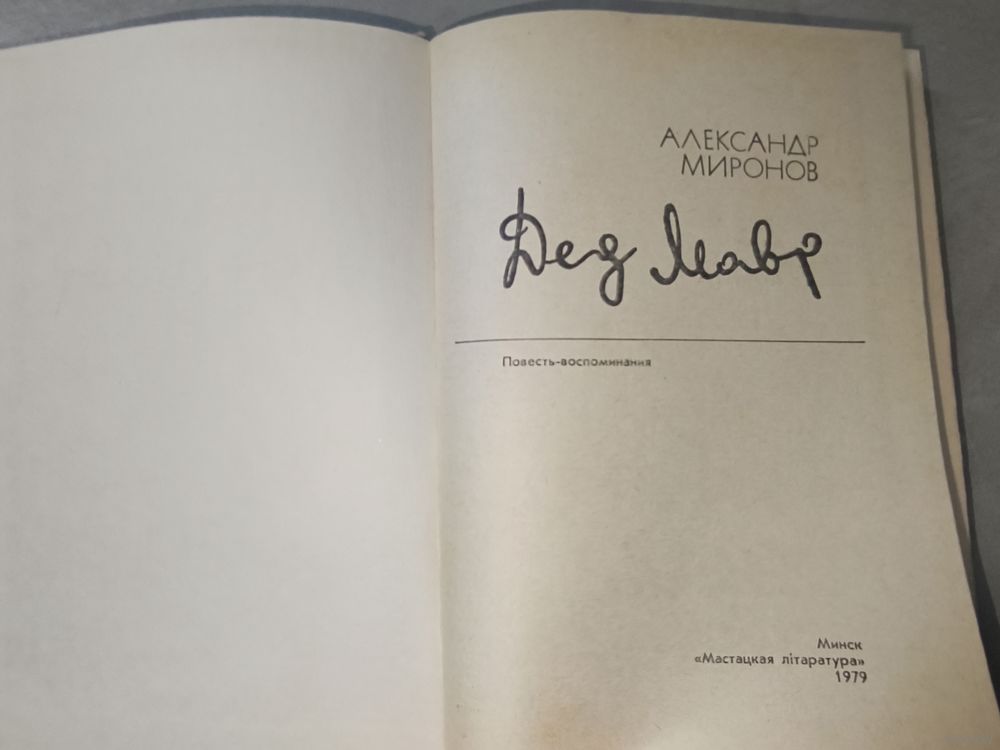 АЛЕКСАНДР
МИРОНОВ
Дед Мавр
Повесть-воспоминания
Минск
«Мастацкая літаратура»
1979